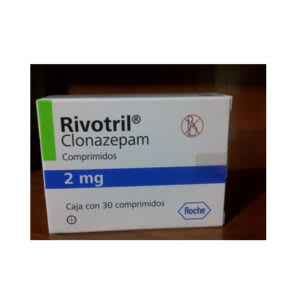 Rivotril®
Clonazepam
Comprimidos
2 mg
Caja con 30 comprimidos
Roche